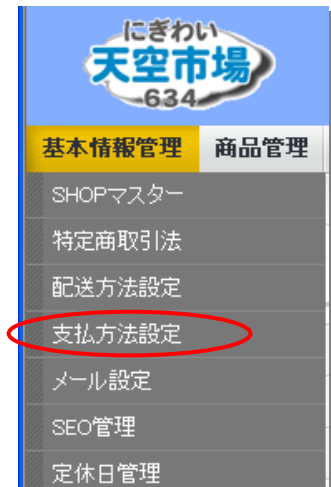 にぎわい
天空市場
634
基本情報管理 商品管理
SHOPマスター
特定商取引法
配送方法設定
支払方法設定
メール設定
SEO管理
定休日管理